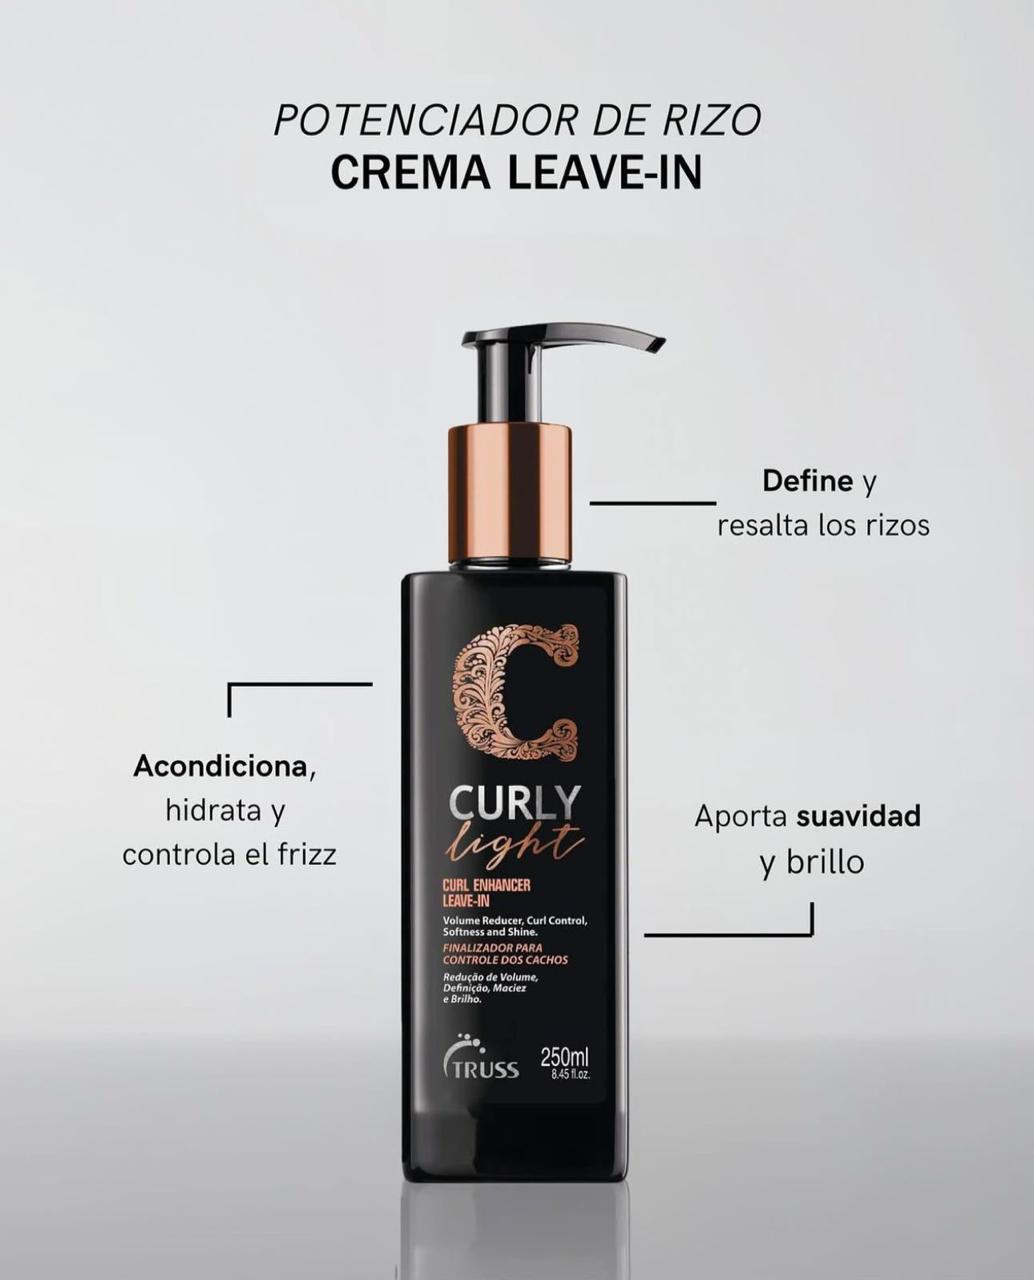 POTENCIADOR DE RIZO
CREMA LEAVE-IN
Define y
resalta los rizos
Acondiciona,
hidrata y
controla el frizz
Aporta suavidad
y brillo
C
CURLY
light
CURL ENHANCER
LEAVE-IN
Volume Reducer, Curl Control,
Softness and Shine.
FINALIZADOR PARA
CONTROLE DOS CACHOS
Redução de Volume,
Definição, Maciez
e Brilho.
TRUSS
250ml
8.45 fl.oz.